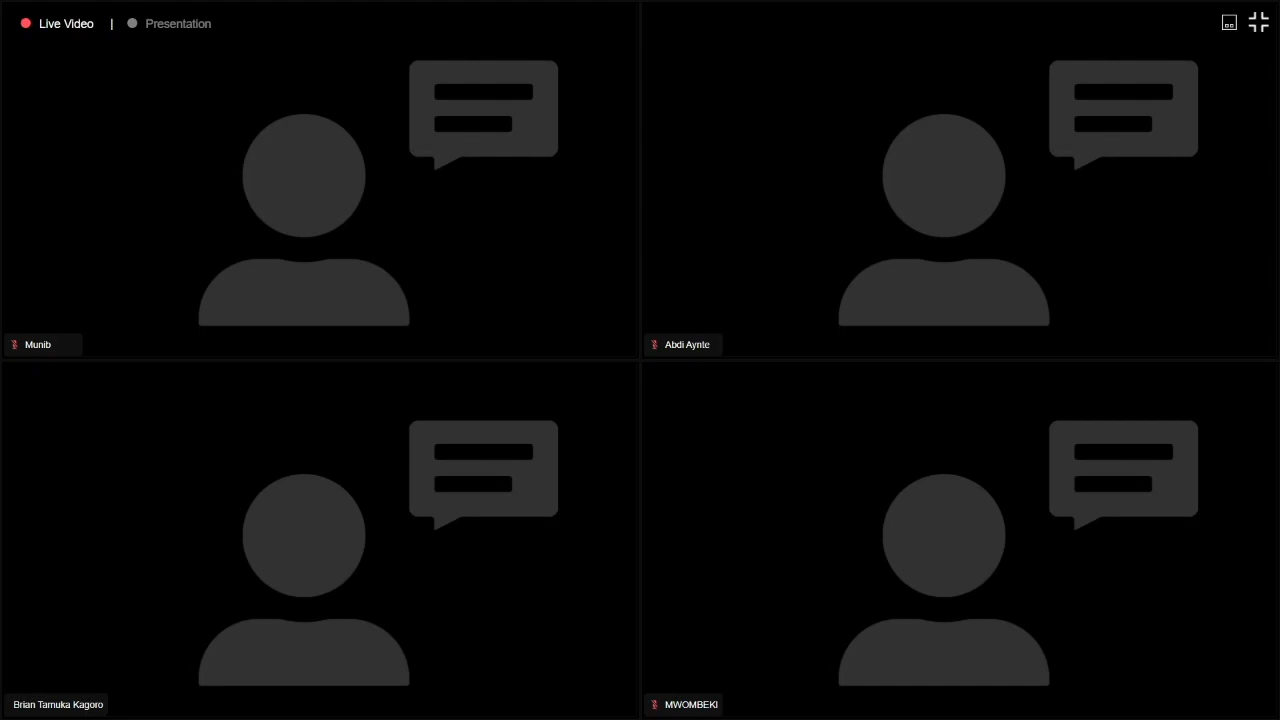 Live Video | Presentation
Munib
Abdi Aynte
Brian Tamuka Kagoro
MWOMBEKI